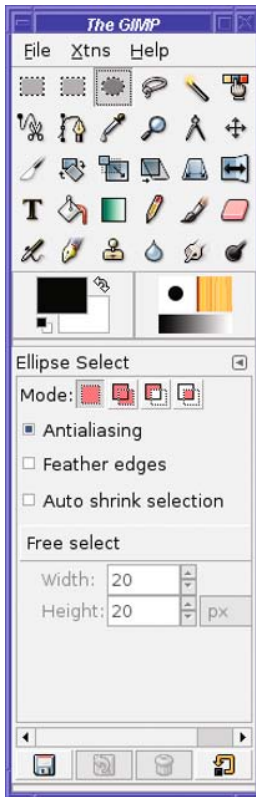 The GIMP
File Xtns Help
T
Ellipse Select
Mode:
Antialiasing
Feather edges
Auto shrink selection
Free select
Width: 20
Height: 20 px